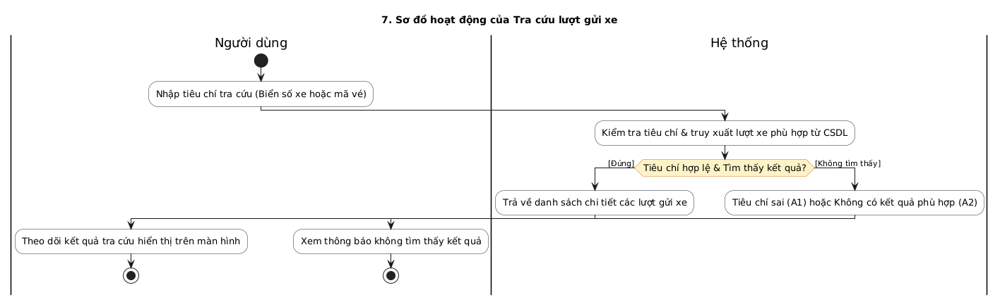 7. Sơ đồ hoạt động của Tra cứu lượt gửi xe
Người dùng
Hệ thống
Nhập tiêu chí tra cứu (Biển số xe hoặc mã vé)
Kiểm tra tiêu chí & truy xuất lượt xe phù hợp từ CSDL
[Đúng]
Tiêu chí hợp lệ & Tìm thấy kết quả?
[Không tìm thấy]
Trả về danh sách chi tiết các lượt gửi xe
Tiêu chí sai (A1) hoặc Không có kết quả phù hợp (A2)
Theo dõi kết quả tra cứu hiển thị trên màn hình
Xem thông báo không tìm thấy kết quả